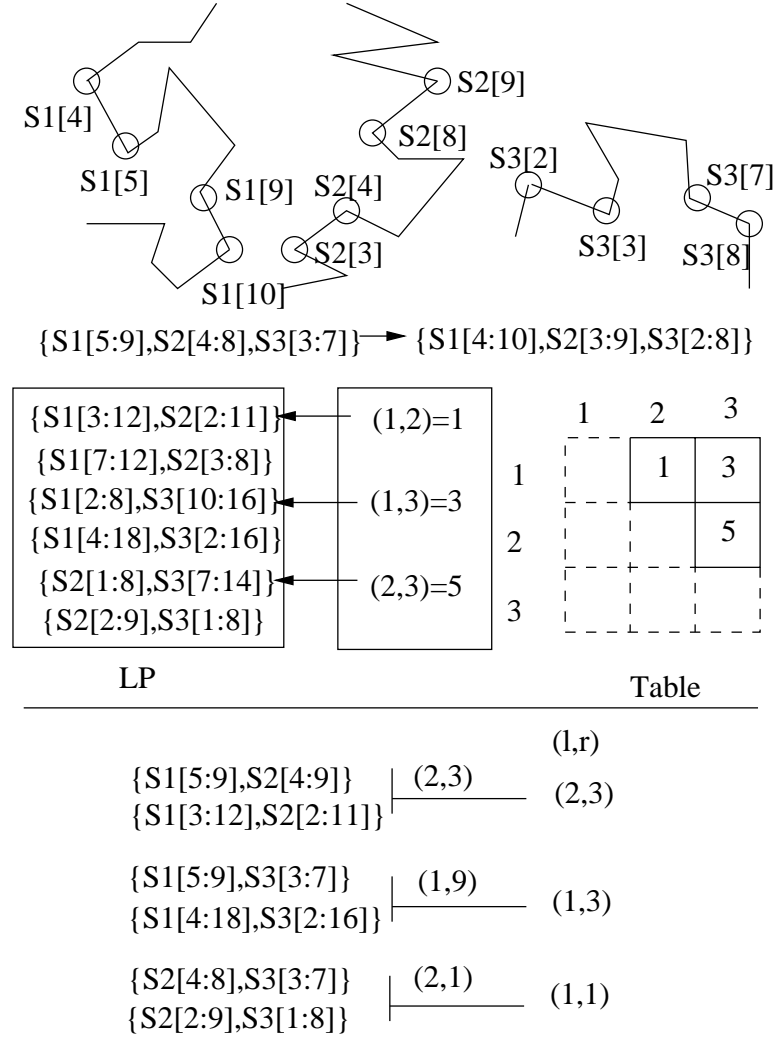 S1[4]
S2[9]
S2[8]
S1[5]
S3[2]
S3[7]
S1[9]
S2[4]
S2[3]
S3[3]
S3[8]
S1[10]
{S1[5:9],S2[4:8],S3[3:7]} {S1[4:10],S2[3:9],S3[2:8]}
{S1[3:12],S2[2:11]} (1,2)=1
{S1[7:12],S2[3:8]}
{S1[2:8],S3[10:16]} (1,3)=3
{S1[4:18],S3[2:16]}
{S2[1:8],S3[7:14]} (2,3)=5
{S2[2:9],S3[1:8]}
1 2 3
1 1 3
2 5
3
LP
Table
(l,r)
{S1[5:9],S2[4:9]} (2,3)
{S1[3:12],S2[2:11]} (2,3)
{S1[5:9],S3[3:7]} (1,9)
{S1[4:18],S3[2:16]} (1,3)
{S2[4:8],S3[3:7]} (2,1)
{S2[2:9],S3[1:8]} (1,1)